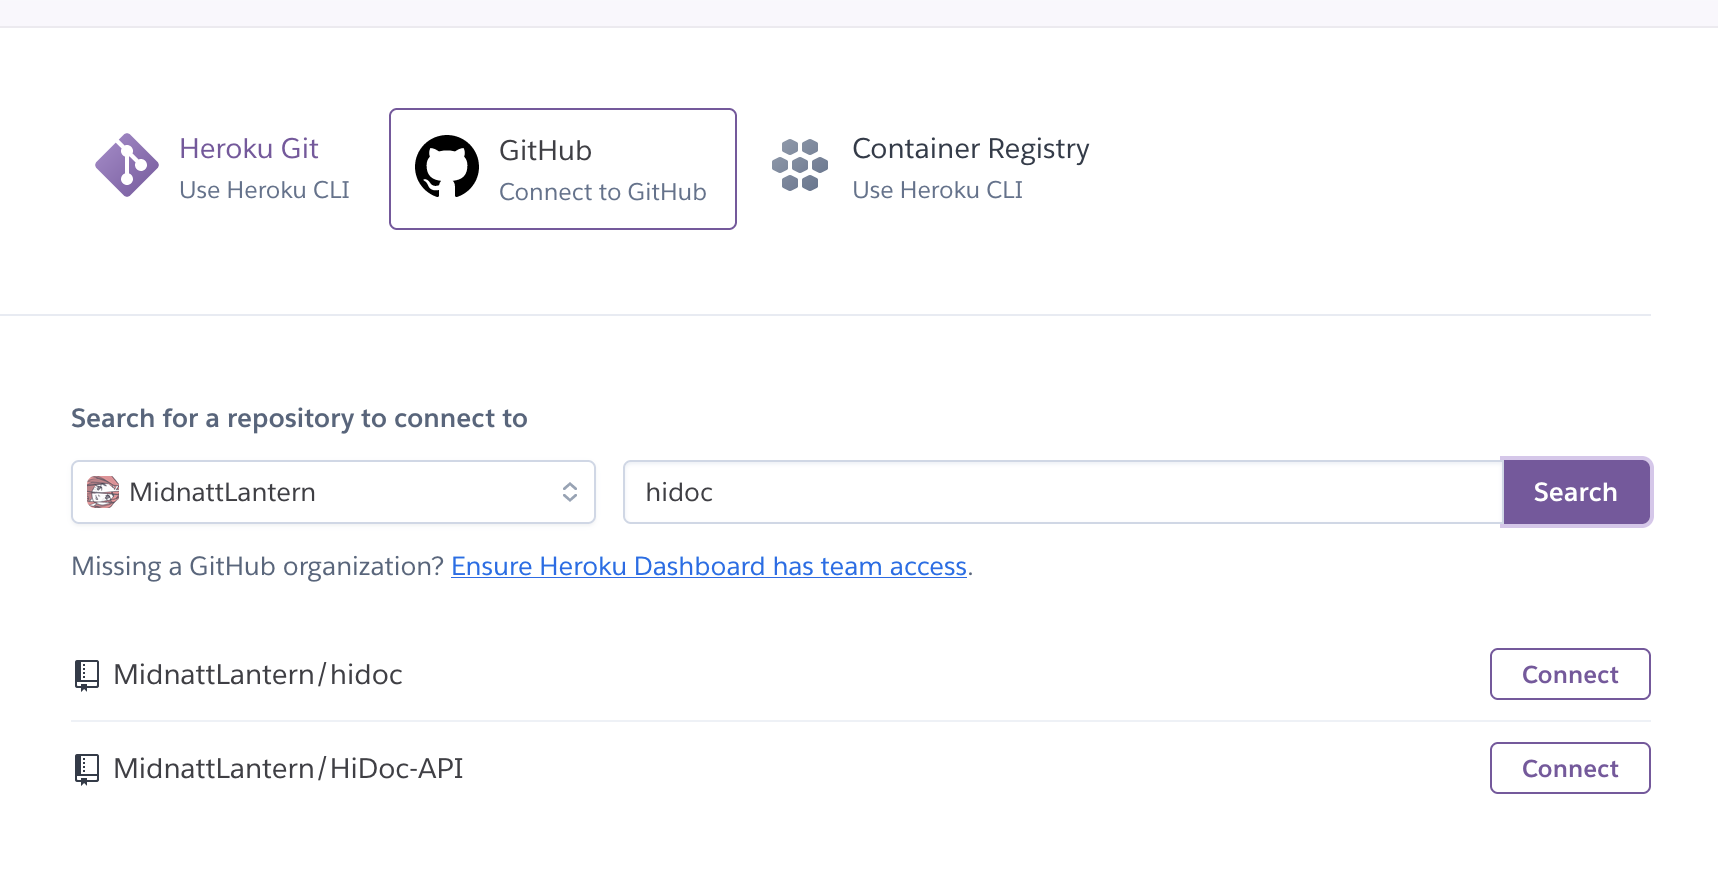 Heroku Git
Use Heroku CLI
GitHub
Connect to GitHub
Container Registry
Use Heroku CLI
Search for a repository to connect to
MidnattLantern
hidoc
Search
Missing a GitHub organization? Ensure Heroku Dashboard has team access.
MidnattLantern/hidoc
Connect
MidnattLantern/HiDoc-API
Connect